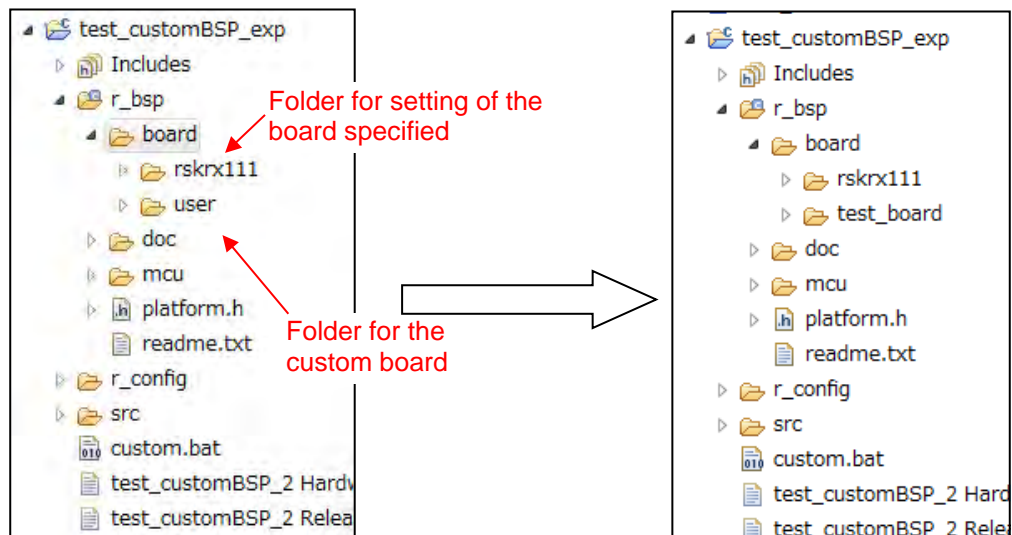 test_customBSP_exp
Includes
r_bsp
board
rskrx111
user
doc
mcu
platform.h
readme.txt
r_config
src
custom.bat
test_customBSP_2 Hardw
test_customBSP_2 Relea
Folder for setting of the
board specified
Folder for the
custom board
test_customBSP_exp
Includes
r_bsp
board
rskrx111
test_board
doc
mcu
platform.h
readme.txt
r_config
src
custom.bat
test_customBSP_2 Hard
test_customBSP_2 Relea